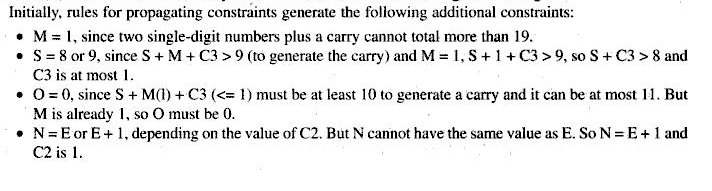 Initially, rules for propagating constraints generate the following additional constraints:
• M = 1, since two single-digit numbers plus a carry cannot total more than 19.
• S = 8 or 9, since S + M + C3 > 9 (to generate the carry) and M = 1, S + 1 + C3 > 9, so S + C3 > 8 and
C3 is at most 1.
• O = 0, since S + M(1) + C3 (<= 1) must be at least 10 to generate a carry and it can be at most 11. But
M is already 1, so O must be 0.
• N = E or E + 1, depending on the value of C2. But N cannot have the same value as E. So N = E + 1 and
C2 is 1.